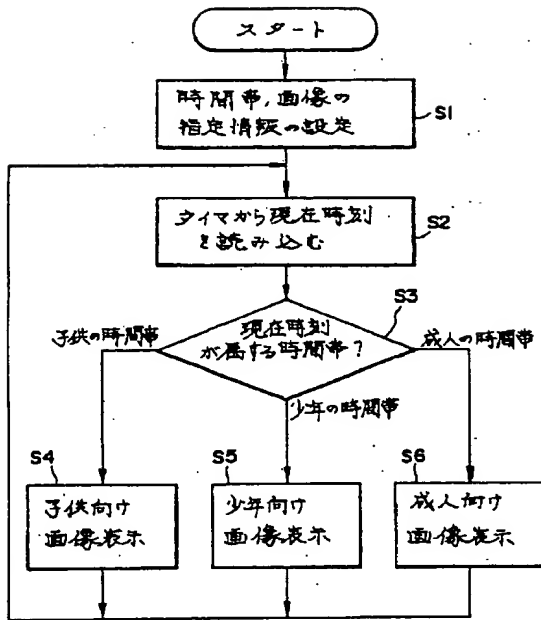 スタート
時間帯,画像の
指定情報の設定
S1
タイマから現在時刻
を読み込む
S2
S3
現在時刻
が属する時間帯?
子供の時間帯
成人の時間帯
少年の時間帯
S4
子供向け
画像表示
S5
少年向け
画像表示
S6
成人向け
画像表示